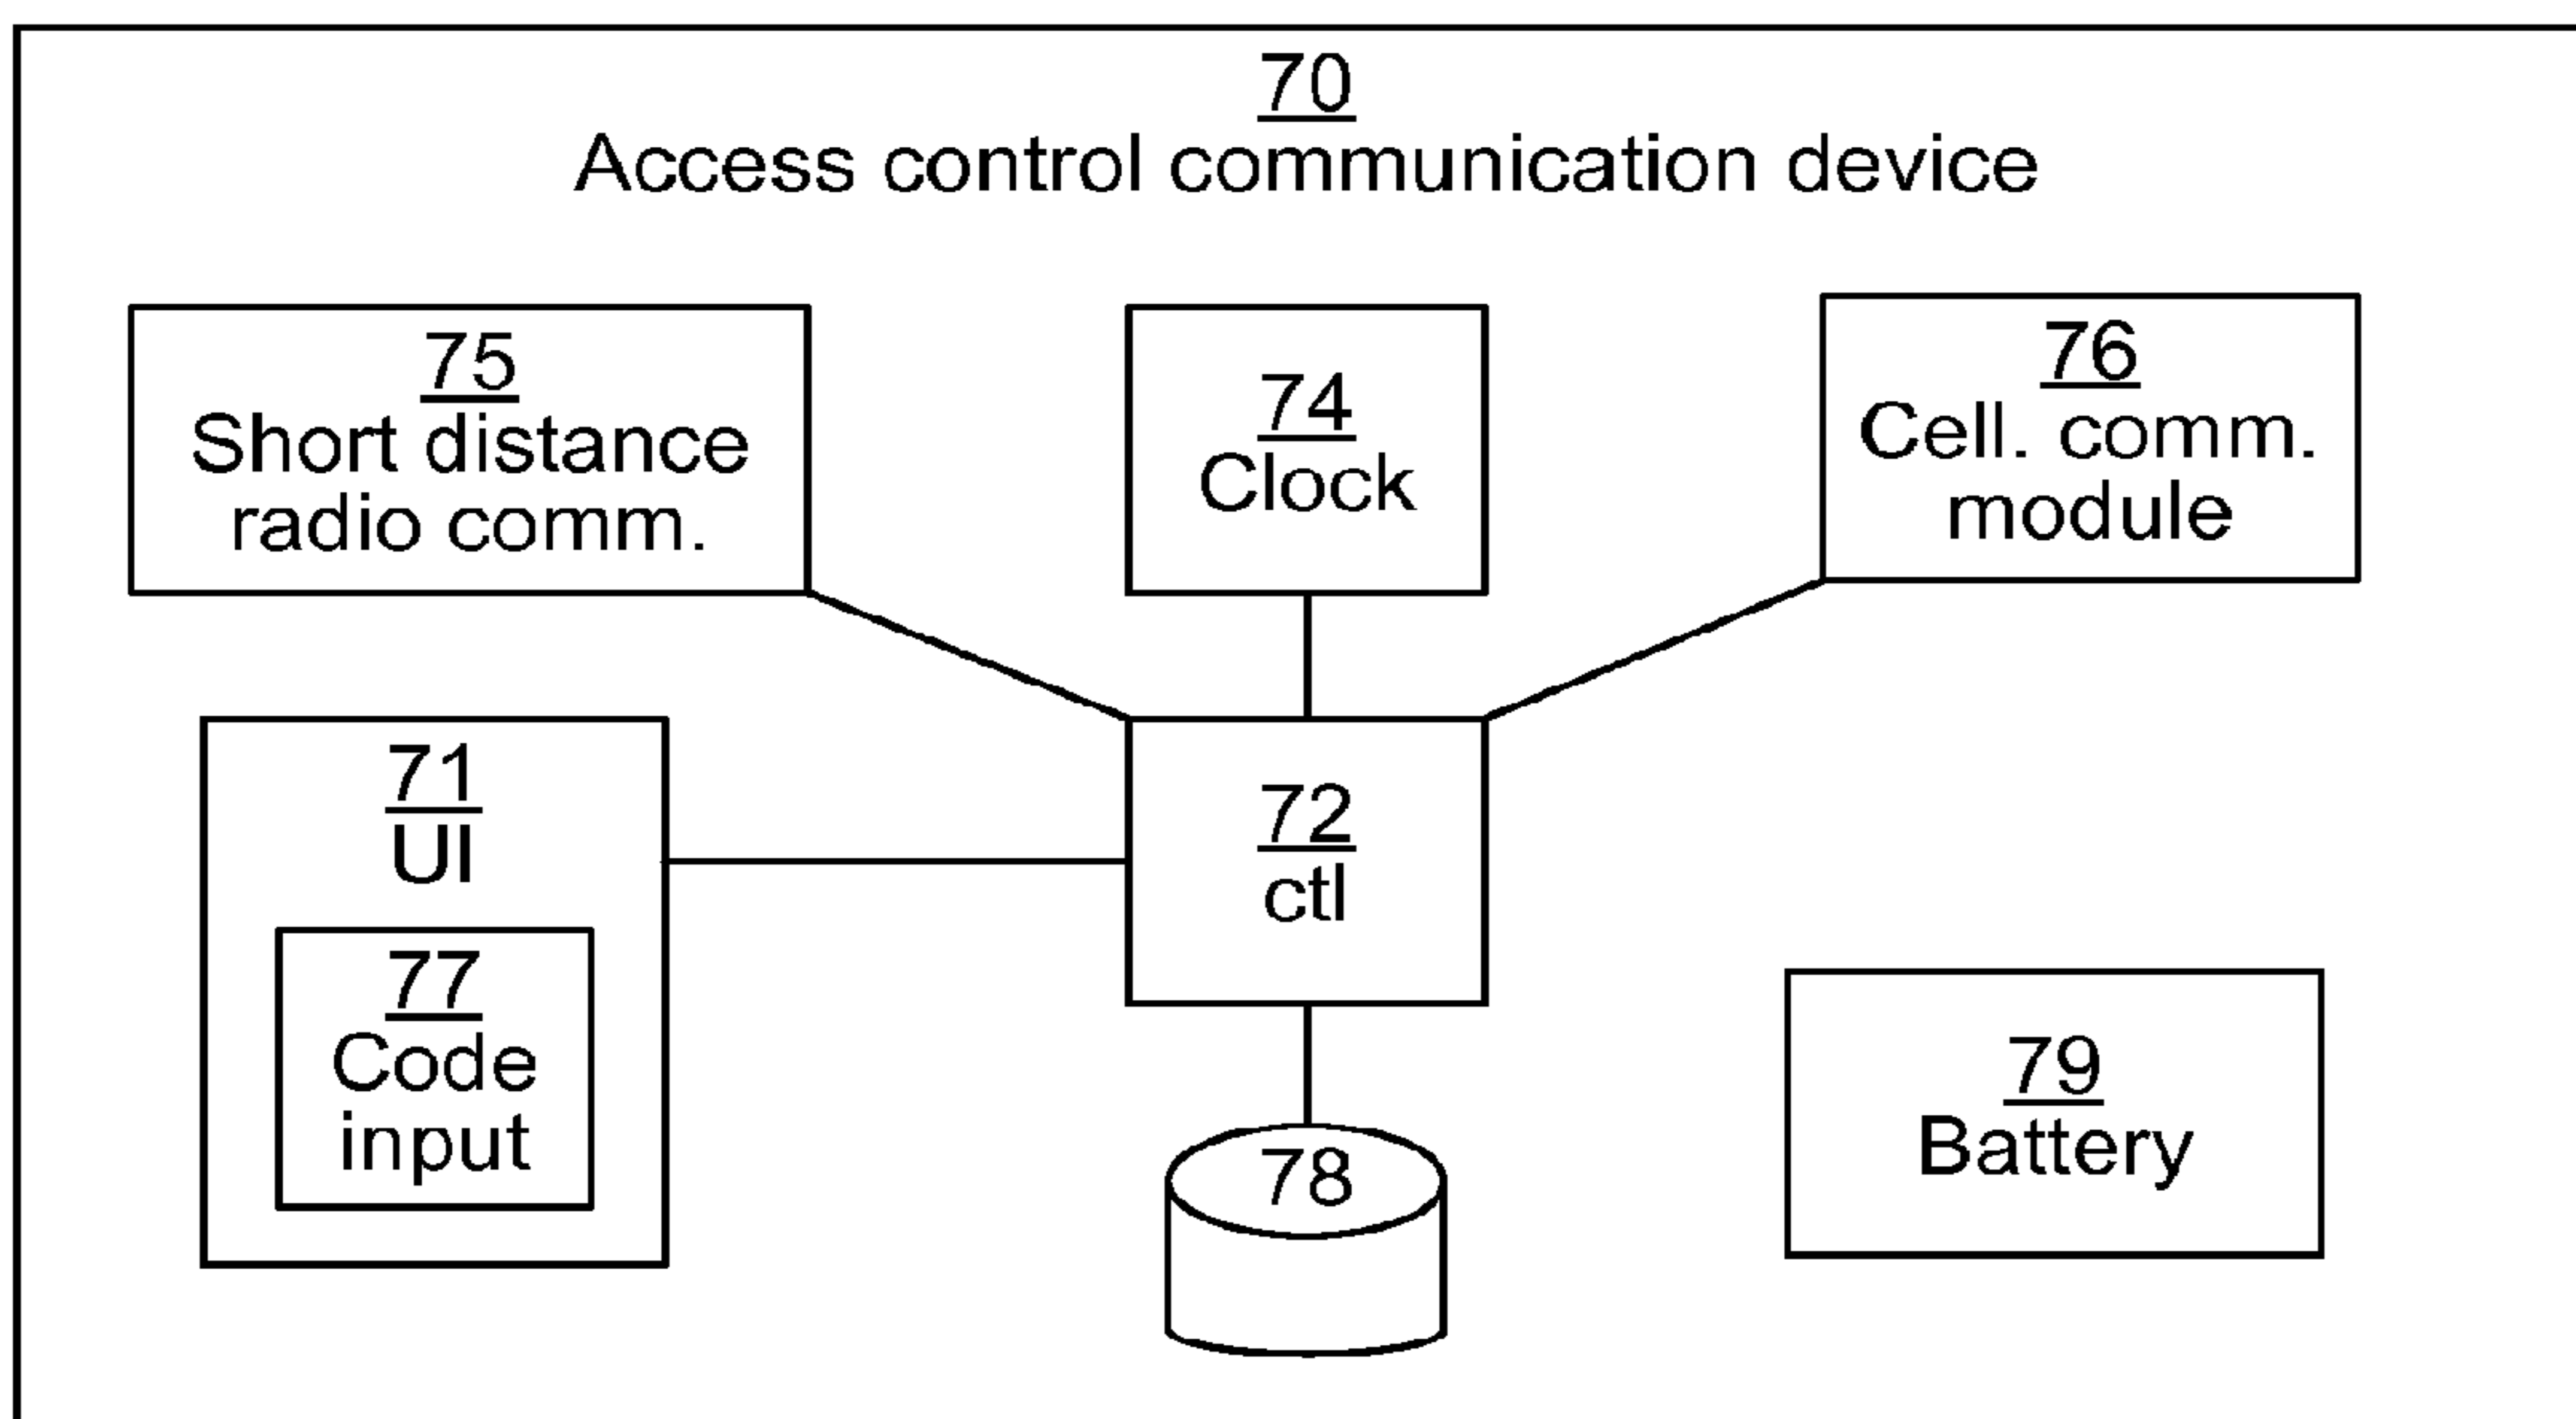 70
Access control communication device
75
Short distance
radio comm.
74
Clock
76
Cell. comm.
module
71
UI
77
Code
input
72
ctl
78
79
Battery